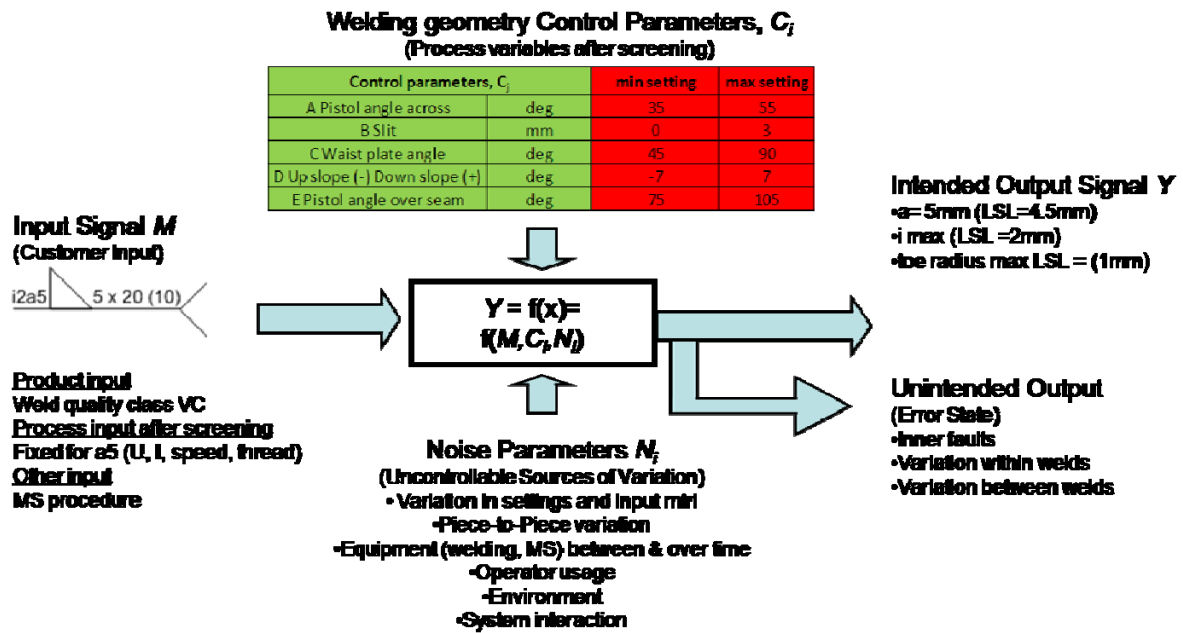 Welding geometry Control Parameters, Ci
(Process variables after screening)
Control parameters, Cj min setting max setting
A Pistol angle across deg 35 55
B Slit mm 0 3
C Waist plate angle deg 45 90
D Up slope (-) Down slope (+) deg -7 7
E Pistol angle over seam deg 75 105
Input Signal M
(Customer Input)
i2a5 5 x 20 (10)
Product input
Weld quality class VC
Process input after screening
Fixed for a5 (U, I, speed, thread)
Other input
MS procedure
Y = f(x)=
f(M,Ci,Ni)
Noise Parameters Ni
(Uncontrollable Sources of Variation)
•Variation in settings and input mtrl
•Piece-to-Piece variation
•Equipment (welding, MS) between & over time
•Operator usage
•Environment
•System interaction
Intended Output Signal Y
•a= 5mm (LSL=4.5mm)
•i max (LSL =2mm)
•toe radius max LSL = (1mm)
Unintended Output
(Error State)
•Inner faults
•Variation within welds
•Variation between welds